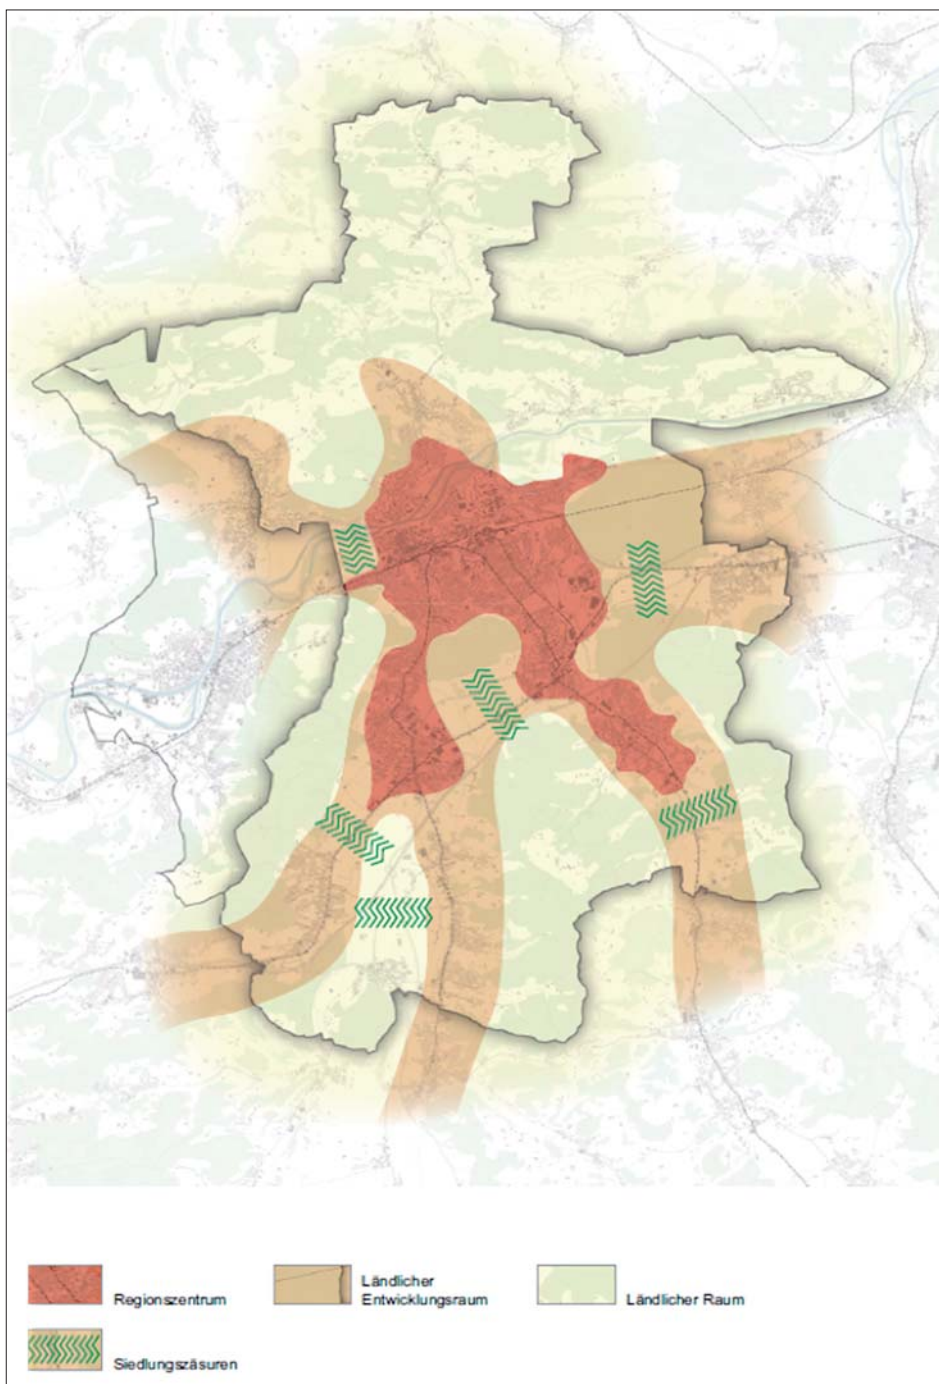 Regionszentrum
Ländlicher
Entwicklungsraum
Ländlicher Raum
Siedlungszäsuren